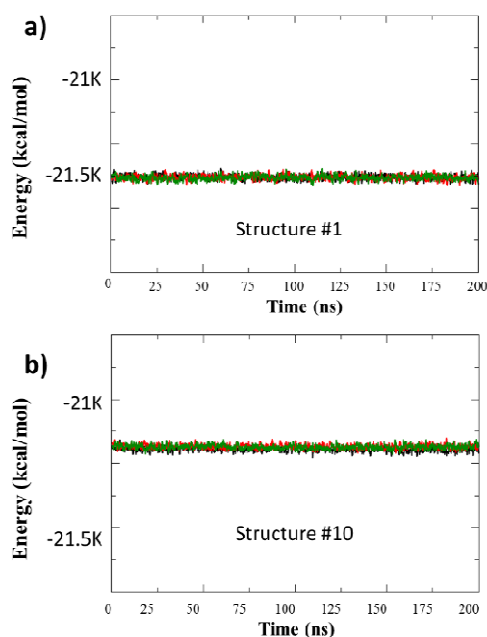 a)
Energy (kcal/mol)
-21K
-21.5K
Structure #1
0 25 50 75 100 125 150 175 200
Time (ns)
b)
Energy (kcal/mol)
-21K
-21.5K
Structure #10
0 25 50 75 100 125 150 175 200
Time (ns)